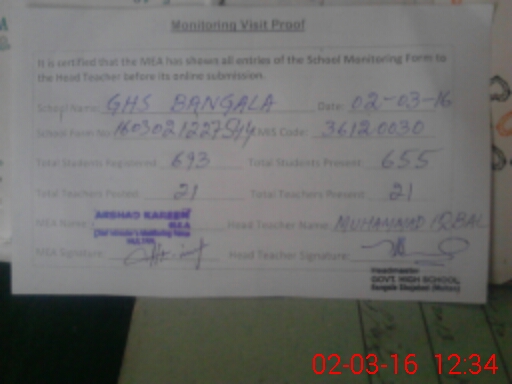 Monitoring Visit Proof
It is certified that the MEA has shown all entries of the School Monitoring Form to
the Head Teacher before its online submission.
School Name: GHS BANGALA Date: 02-03-16
School Form No: EMIS Code: 36120030
Total Students Registered 693 Total Students Present 655
Total Teachers Posted 21 Total Teachers Present 21
MEA Name: ARSHAD KAREEM Head Teacher Name: MUHAMMAD IQBAL
MEA
MEA Signature: Head Teacher Signature:
Headmaster
GOVT. HIGH SCHOOL,
02-03-16 12:34